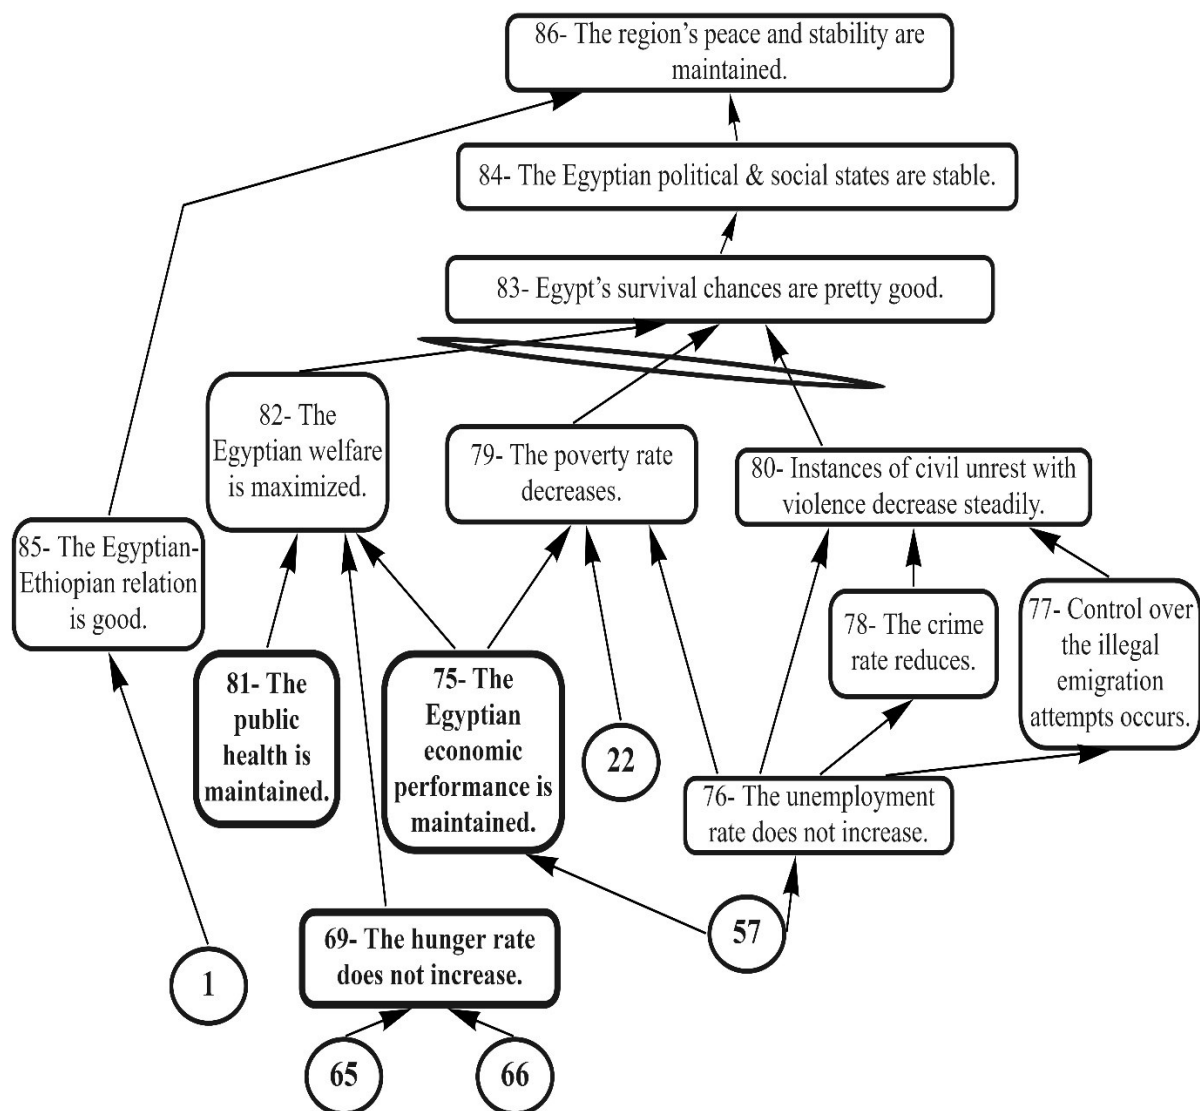 86- The region’s peace and stability are
maintained.
84- The Egyptian political & social states are stable.
83- Egypt’s survival chances are pretty good.
82- The
Egyptian welfare
is maximized.
79- The poverty rate
decreases.
80- Instances of civil unrest with
violence decrease steadily.
85- The Egyptian-
Ethiopian relation
is good.
81- The
public
health is
maintained.
75- The
Egyptian
economic
performance is
maintained.
22
78- The crime
rate reduces.
77- Control over
the illegal
emigration
attempts occurs.
76- The unemployment
rate does not increase.
57
69- The hunger rate
does not increase.
1
65
66